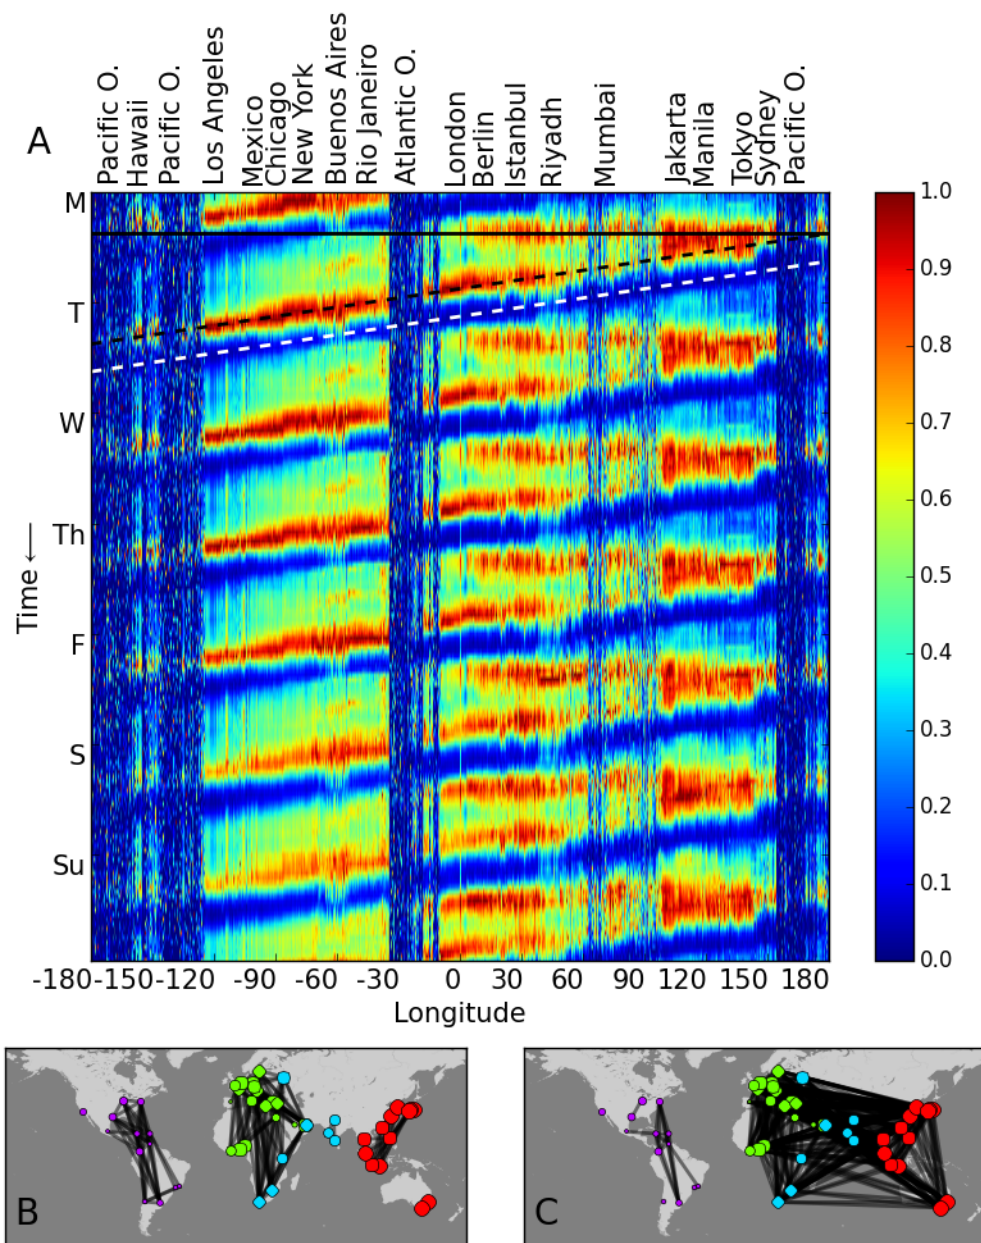 A
Pacific O.
Hawaii
Pacific O.
Los Angeles
Mexico
Chicago
New York
Buenos Aires
Rio Janeiro
Atlantic O.
London
Berlin
Istanbul
Riyadh
Mumbai
Jakarta
Manila
Tokyo
Sydney
Pacific O.
M
T
W
Th
F
S
Su
Time ←
1.0
0.9
0.8
0.7
0.6
0.5
0.4
0.3
0.2
0.1
0.0
-180 -150 -120 -90 -60 -30 0 30 60 90 120 150 180
Longitude
B
C